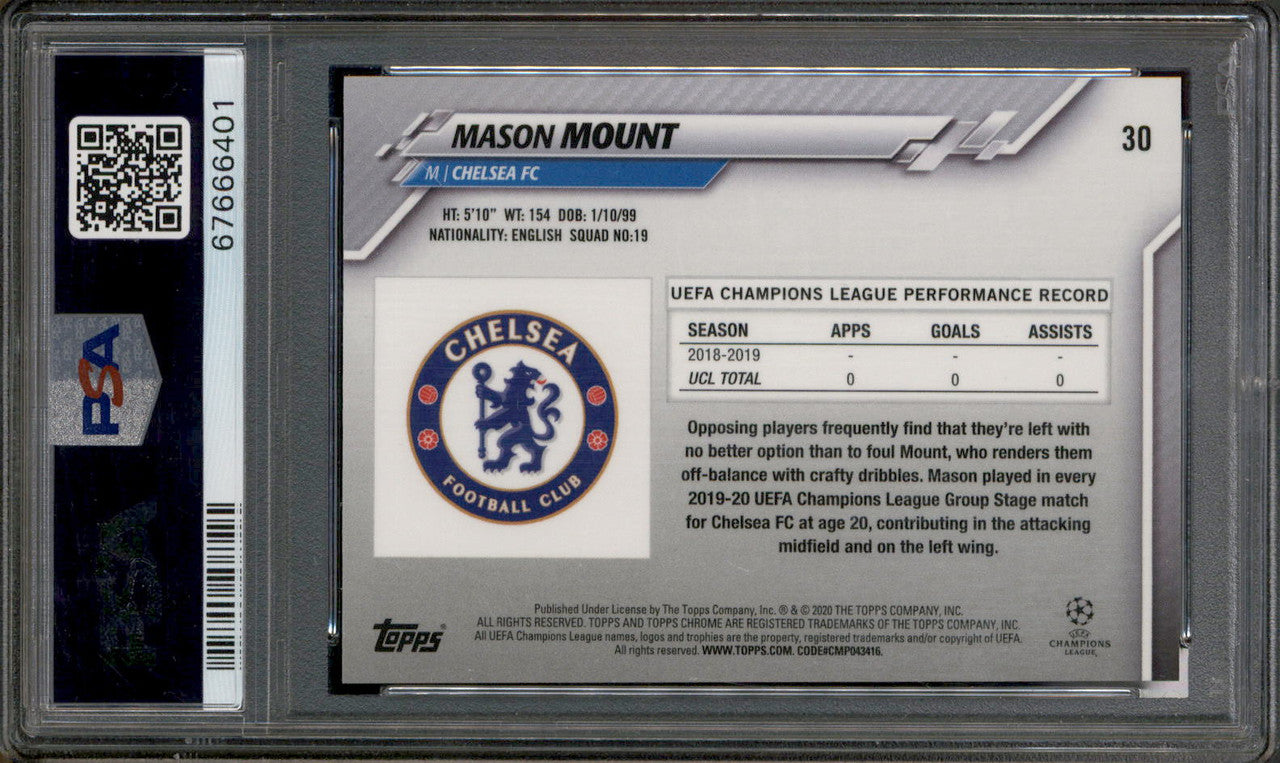 67666401
PSA
MASON MOUNT
30
M | CHELSEA FC
HT: 5'10" WT: 154 DOB: 1/10/99
NATIONALITY: ENGLISH SQUAD NO:19
CHELSEA
FOOTBALL CLUB
UEFA CHAMPIONS LEAGUE PERFORMANCE RECORD
SEASON APPS GOALS ASSISTS
2018-2019 - - -
UCL TOTAL 0 0 0
Opposing players frequently find that they're left with
no better option than to foul Mount, who renders them
off-balance with crafty dribbles. Mason played in every
2019-20 UEFA Champions League Group Stage match
for Chelsea FC at age 20, contributing in the attacking
midfield and on the left wing.
topps®
Published Under License by The Topps Company, Inc. ® & © 2020 THE TOPPS COMPANY, INC.
ALL RIGHTS RESERVED. TOPPS AND TOPPS CHROME ARE REGISTERED TRADEMARKS OF THE TOPPS COMPANY, INC.
All UEFA Champions League names, logos and trophies are the property, registered trademarks and/or copyright of UEFA.
All rights reserved. WWW.TOPPS.COM. CODE#CMP043416.
UEFA
CHAMPIONS
LEAGUE